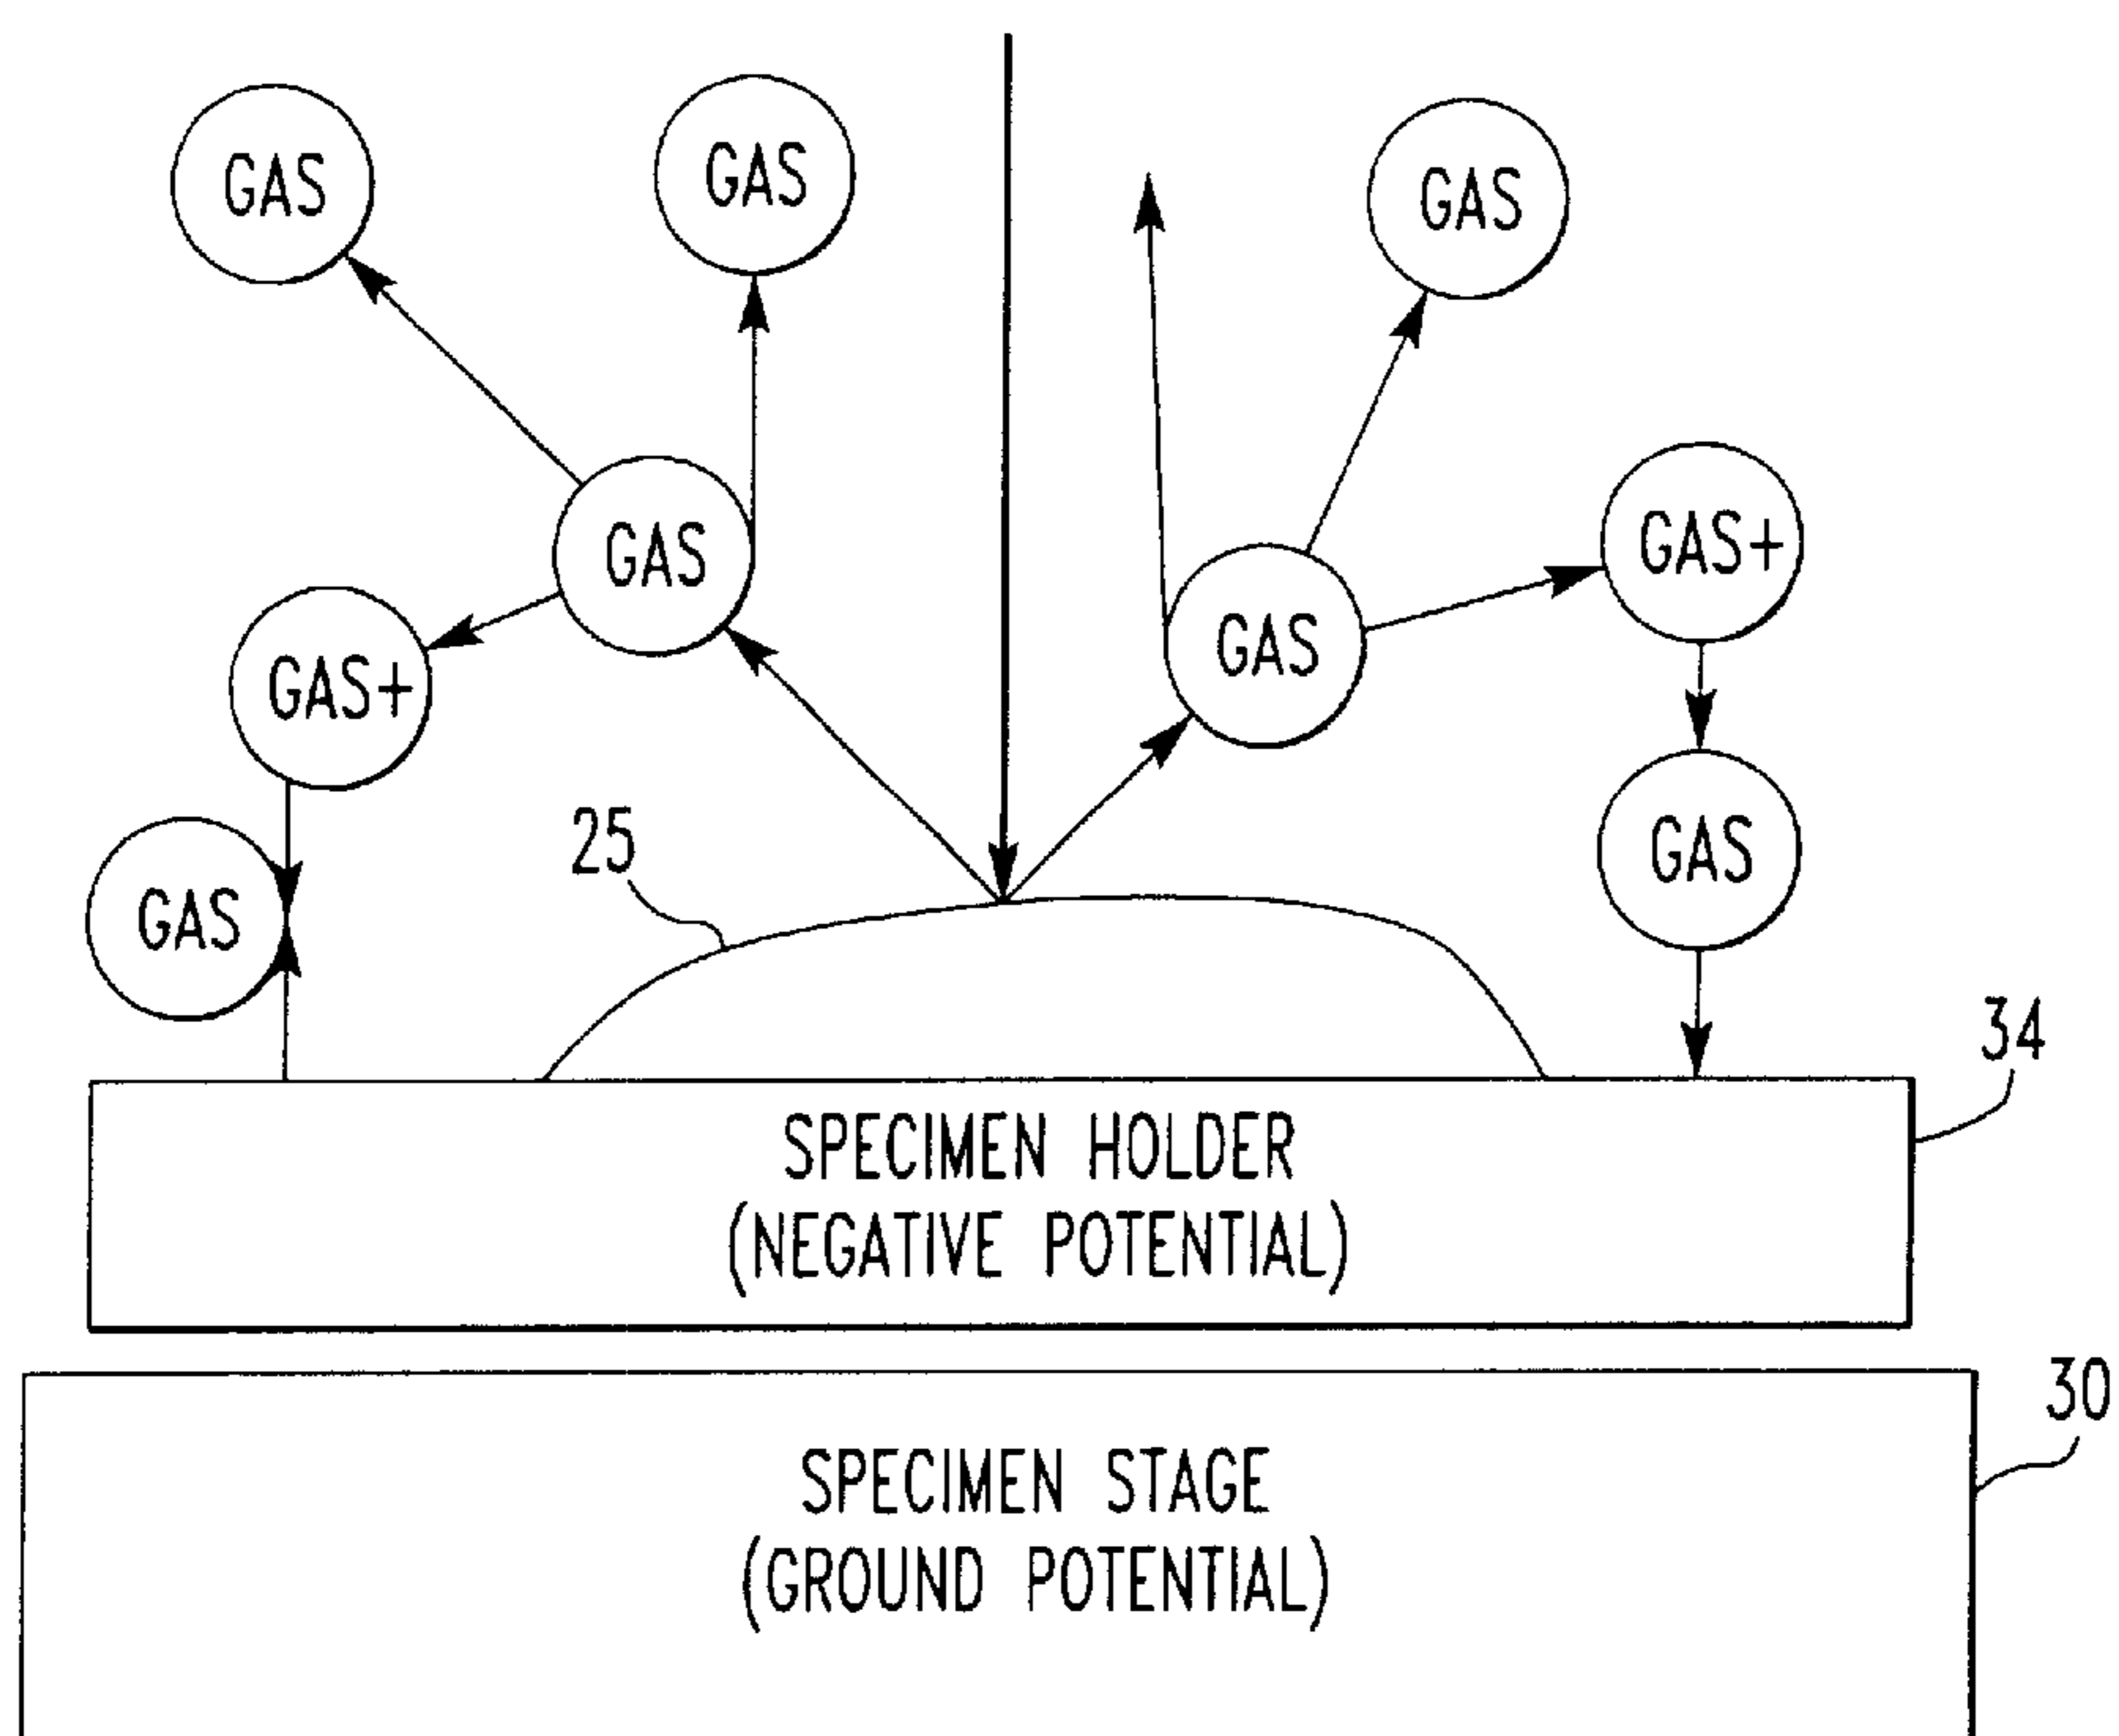 GAS
GAS
GAS
GAS
GAS+
GAS
GAS+
GAS
25
GAS
GAS
34
SPECIMEN HOLDER
(NEGATIVE POTENTIAL)
30
SPECIMEN STAGE
(GROUND POTENTIAL)